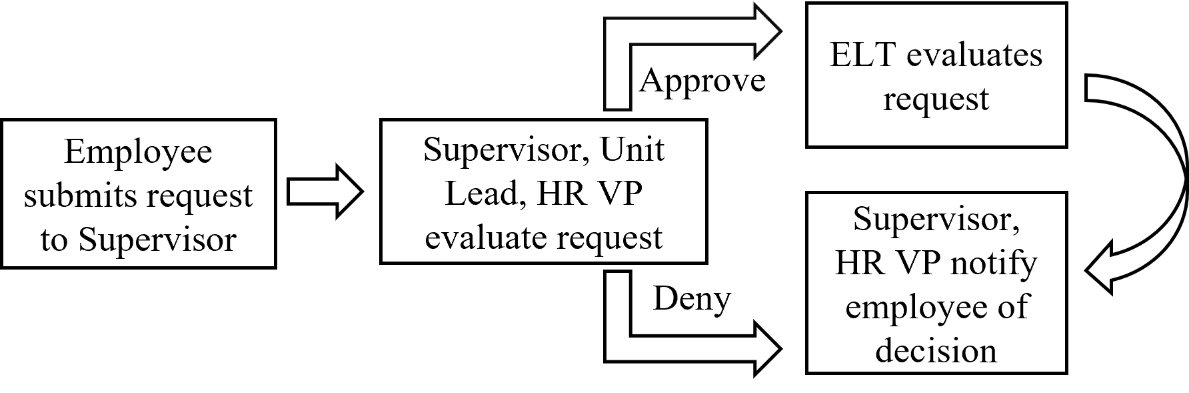 Employee
submits request
to Supervisor
Supervisor, Unit
Lead, HR VP
evaluate request
Approve
ELT evaluates
request
Deny
Supervisor,
HR VP notify
employee of
decision